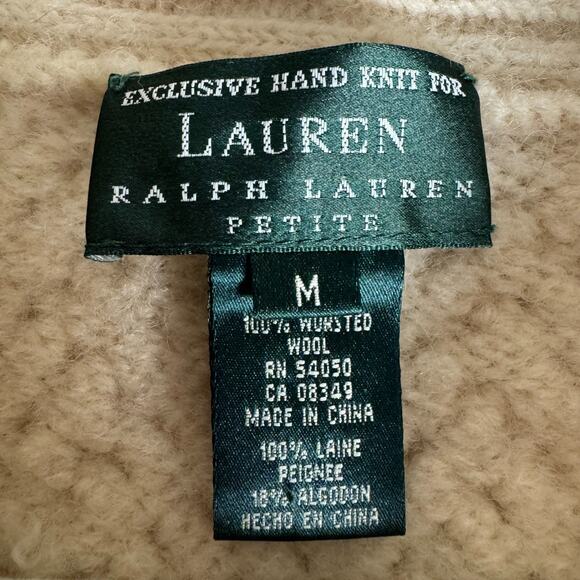 EXCLUSIVE HAND KNIT FOR
LAUREN
RALPH LAUREN
PETITE
M
100% WORSTED
WOOL
RN 54050
CA 08349
MADE IN CHINA
100% LAINE
PEIGNEE
18% ALGODON
HECHO EN CHINA